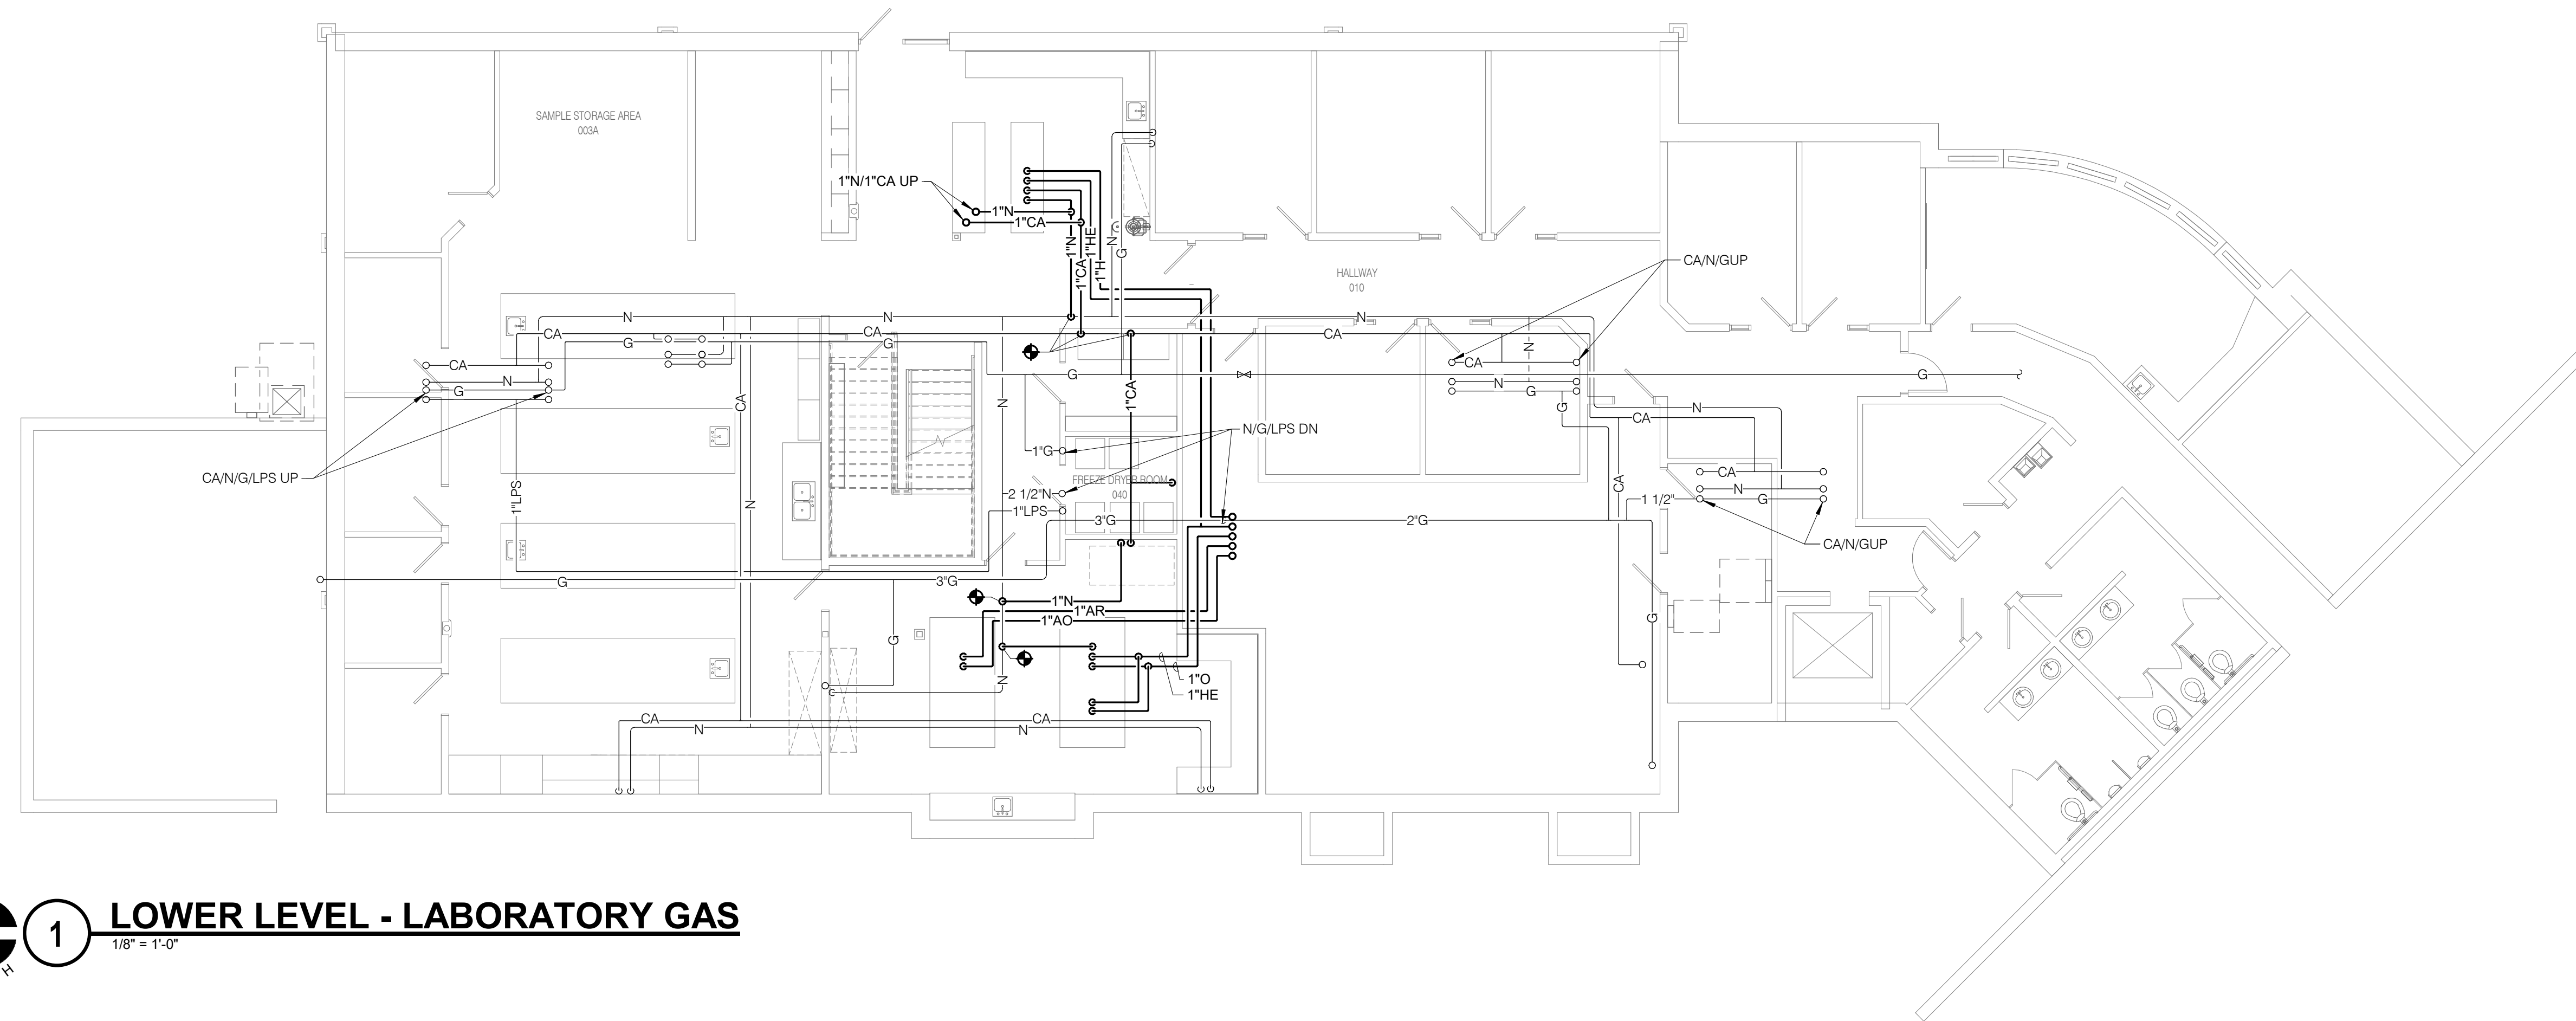 SAMPLE STORAGE AREA
003A
1"N/1"CA UP
1"N
1"CA
1"N
1"CA
1"HE
1"H
N
G
HALLWAY
010
CA/N/GUP
N
N
N
CA
CA
CA
G
G
CA
N
G
CA
N
G
N
G
G
G
CA
N
CA
N
1"CA
1"G
N/G/LPS DN
CA/N/G/LPS UP
1"LPS
FREEZE DRYER ROOM
040
2 1/2"N
1"LPS
3"G
2"G
CA
N
CA
CA
N
1 1/2"
G
CA/N/GUP
G
3"G
1"N
1"AR
1"AO
G
G
N
1"O
1"HE
CA
CA
N
N
1
LOWER LEVEL - LABORATORY GAS
1/8" = 1'-0"
H